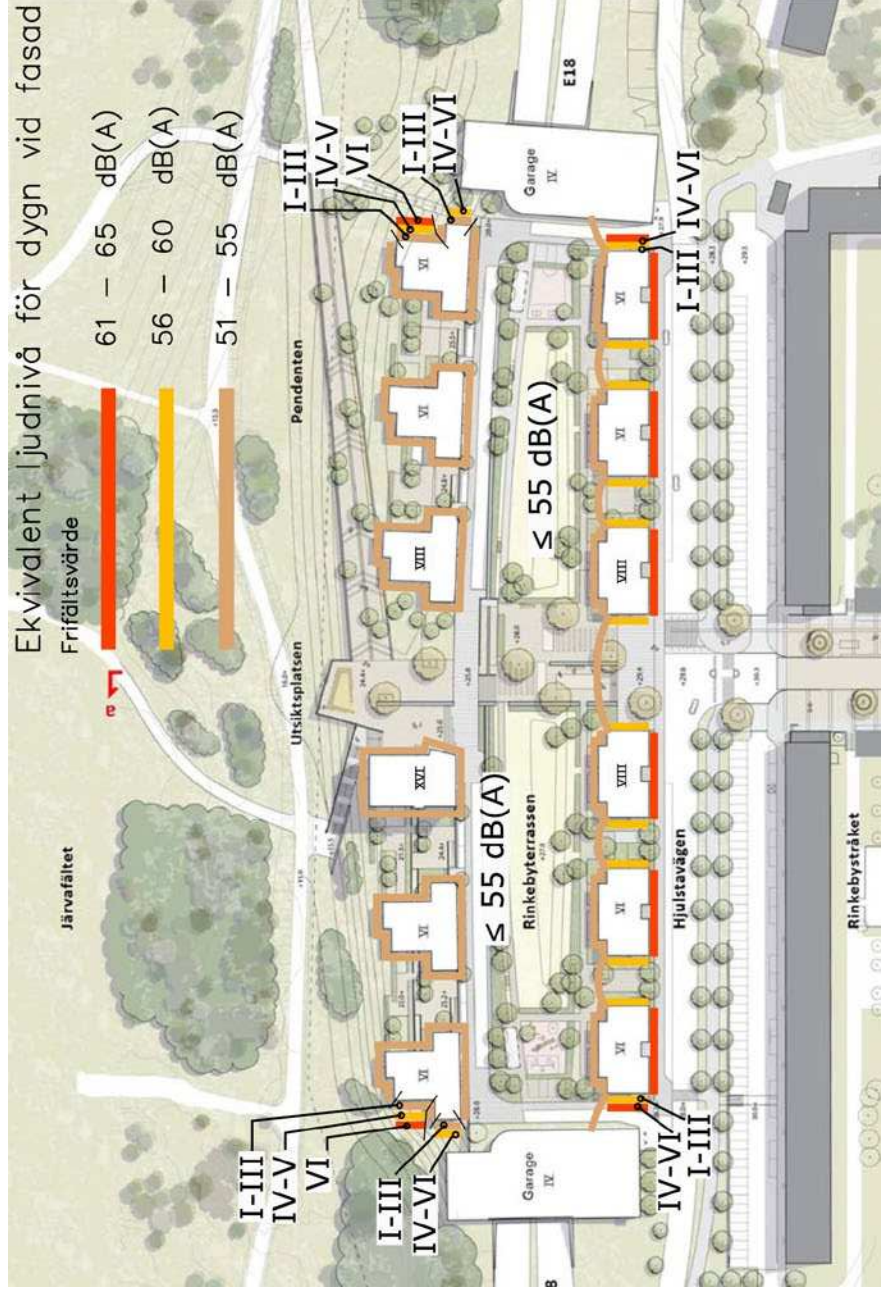 Ekvivalent ljudnivå för dygn vid fasad
Frifältsvärde
61 – 65 dB(A)
56 – 60 dB(A)
51 – 55 dB(A)
a
Järvafältet
Utsiktsplatsen
Pendenten
I-III
IV-V
VI
I-III
IV-VI
I-III
IV-V
VI
I-III
IV-VI
VI
VI
XVI
VIII
VI
VI
Garage
IV
Garage
IV
E18
8
≤ 55 dB(A)
≤ 55 dB(A)
Rinkebyterrassen
VI
VI
VIII
VIII
VI
VI
IV-VI
I-III
I-III
IV-VI
Hjulstavägen
Rinkebystråket